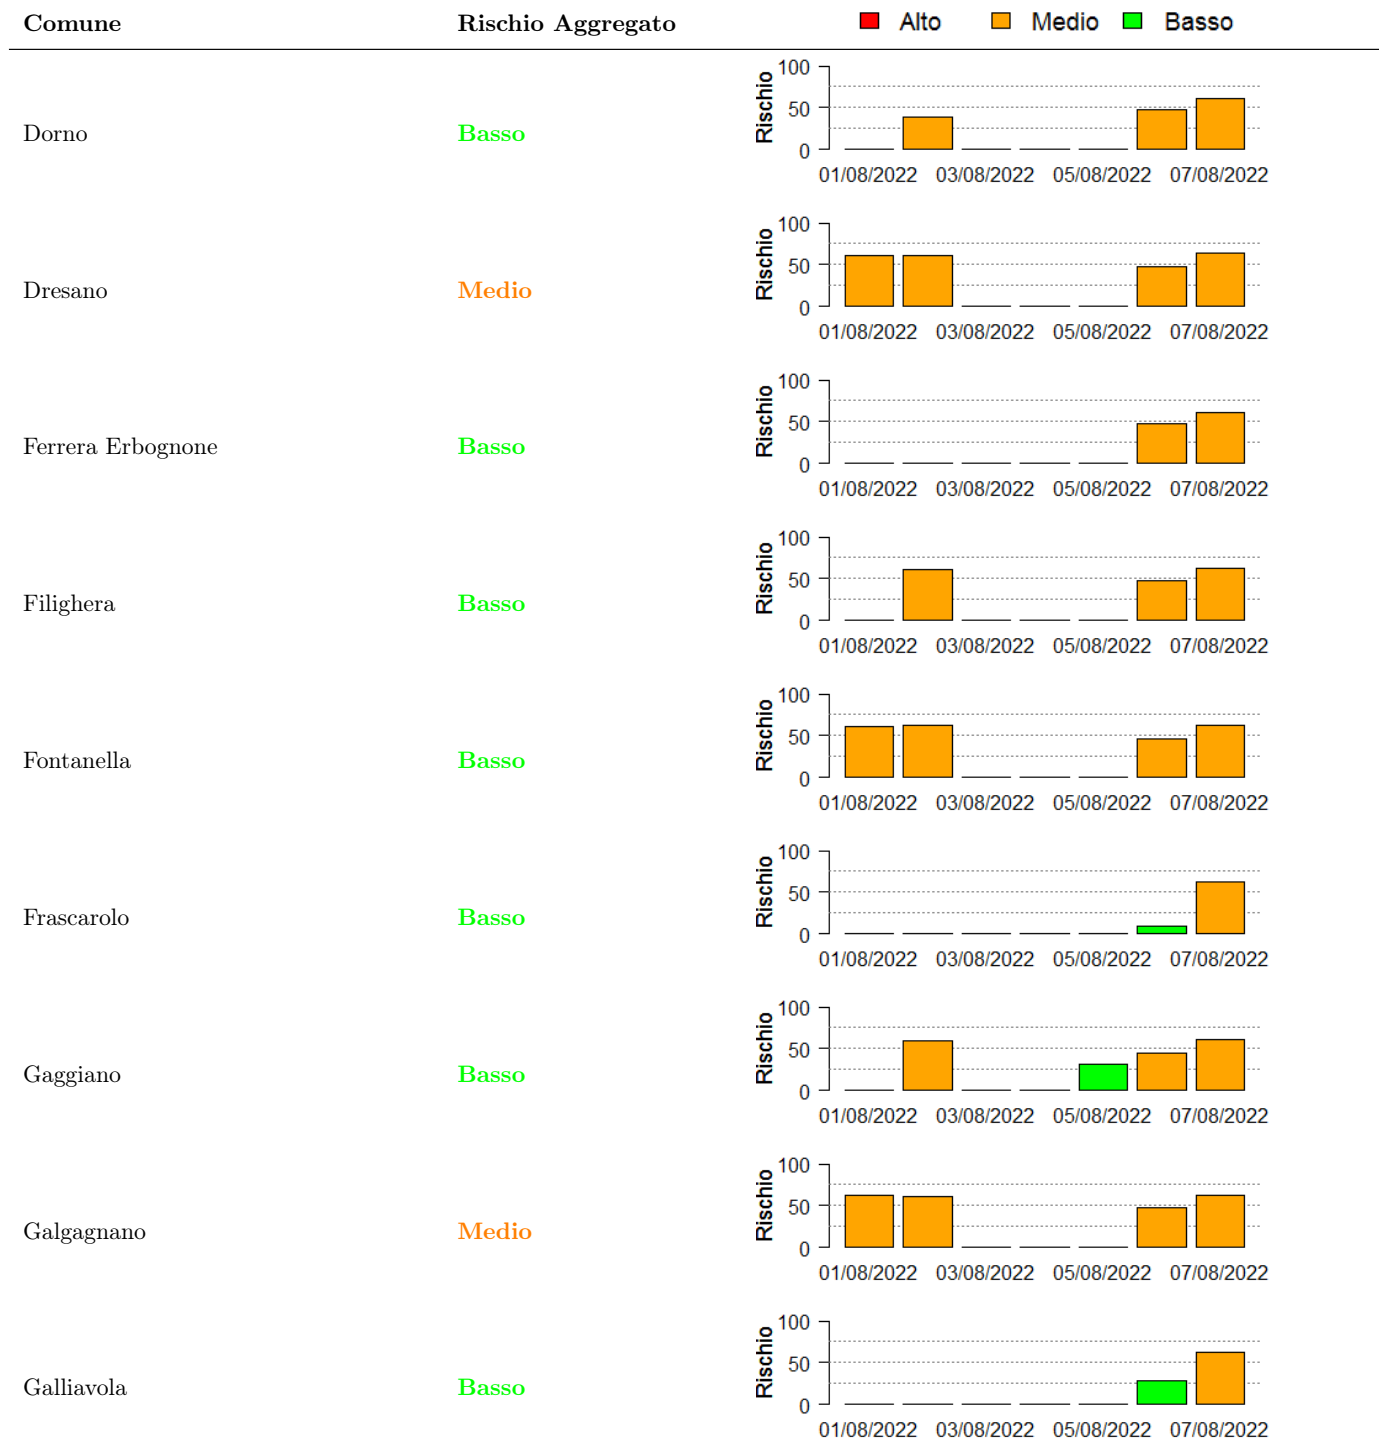 Comune Rischio Aggregato Alto Medio Basso
100
50
0
Rischio
Dorno Basso
01/08/2022 03/08/2022 05/08/2022 07/08/2022
100
50
0
Rischio
Dresano Medio
01/08/2022 03/08/2022 05/08/2022 07/08/2022
100
50
0
Rischio
Ferrera Erbognone Basso
01/08/2022 03/08/2022 05/08/2022 07/08/2022
100
50
0
Rischio
Filighera Basso
01/08/2022 03/08/2022 05/08/2022 07/08/2022
100
50
0
Rischio
Fontanella Basso
01/08/2022 03/08/2022 05/08/2022 07/08/2022
100
50
0
Rischio
Frascarolo Basso
01/08/2022 03/08/2022 05/08/2022 07/08/2022
100
50
0
Rischio
Gaggiano Basso
01/08/2022 03/08/2022 05/08/2022 07/08/2022
100
50
0
Rischio
Galgagnano Medio
01/08/2022 03/08/2022 05/08/2022 07/08/2022
100
50
0
Rischio
Galliavola Basso
01/08/2022 03/08/2022 05/08/2022 07/08/2022